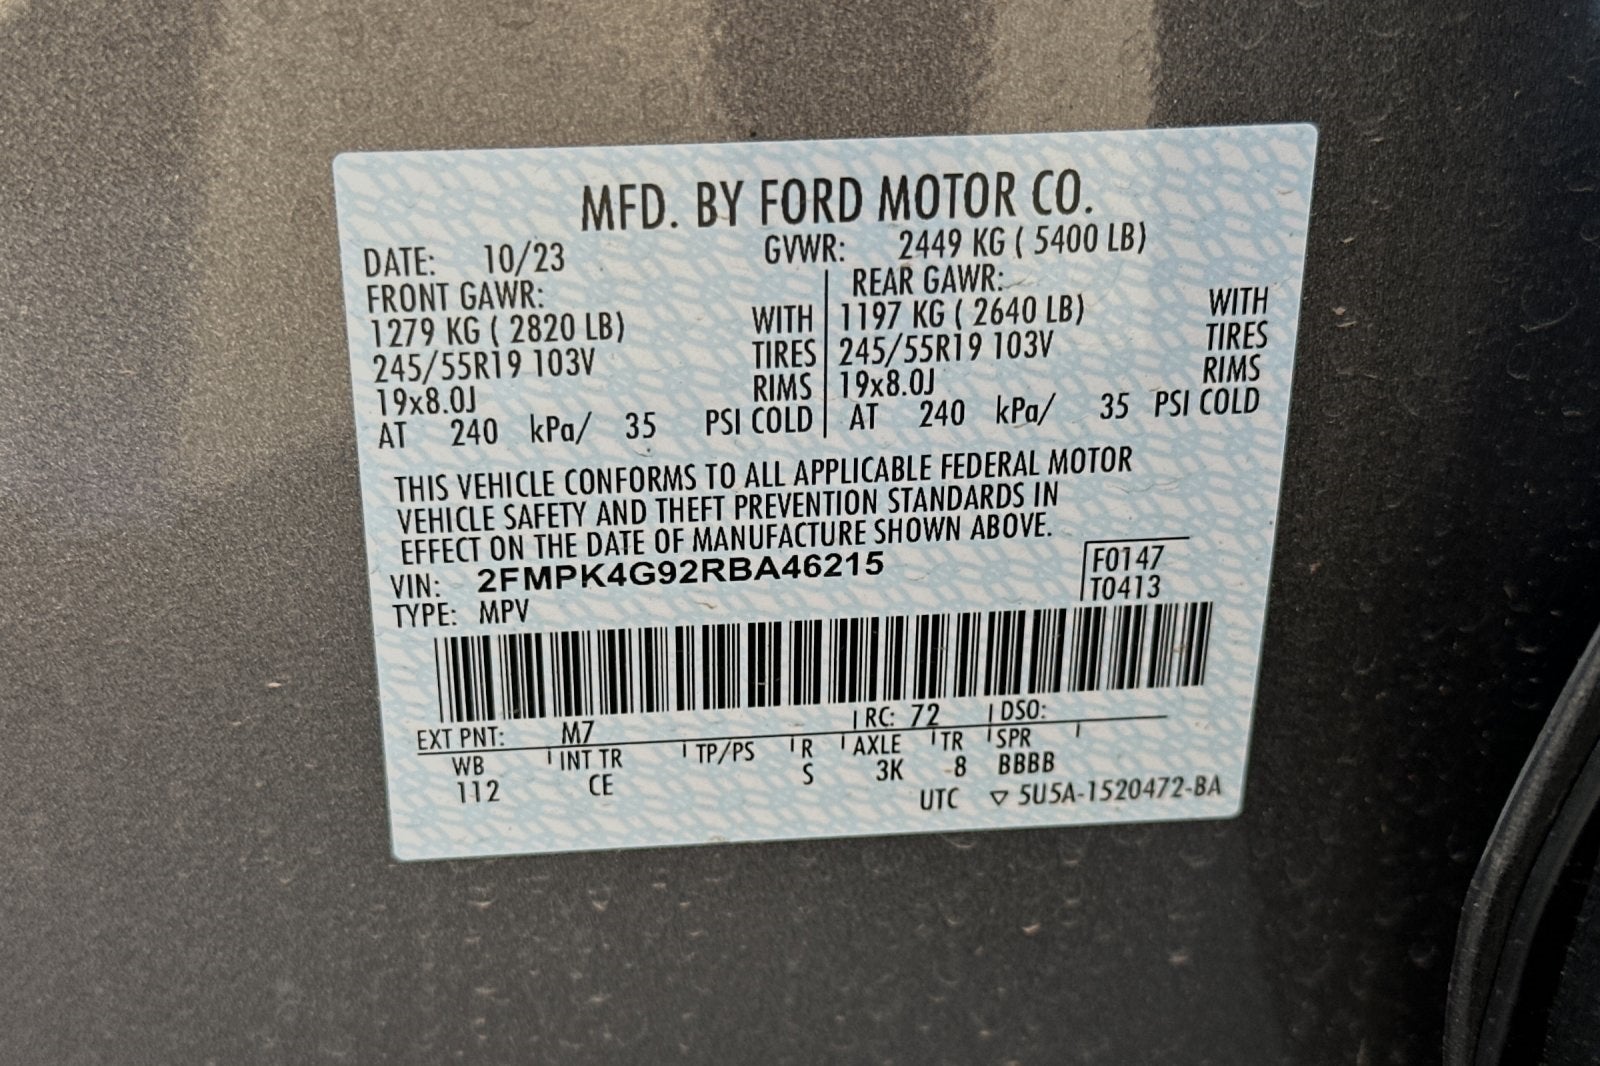 MFD. BY FORD MOTOR CO.
DATE: 10/23 GVWR: 2449 KG ( 5400 LB)
FRONT GAWR: REAR GAWR:
1279 KG ( 2820 LB) WITH 1197 KG ( 2640 LB) WITH
245/55R19 103V TIRES 245/55R19 103V TIRES
19x8.0J RIMS 19x8.0J RIMS
AT 240 kPa/ 35 PSI COLD AT 240 kPa/ 35 PSI COLD
THIS VEHICLE CONFORMS TO ALL APPLICABLE FEDERAL MOTOR
VEHICLE SAFETY AND THEFT PREVENTION STANDARDS IN
EFFECT ON THE DATE OF MANUFACTURE SHOWN ABOVE.
VIN: 2FMPK4G92RBA46215 F0147
TYPE: MPV T0413
EXT PNT: M7 RC: 72 DSO:
WB INT TR TP/PS R AXLE TR SPR
112 CE S 3K 8 BBBB
UTC ▽ 5U5A-1520472-BA